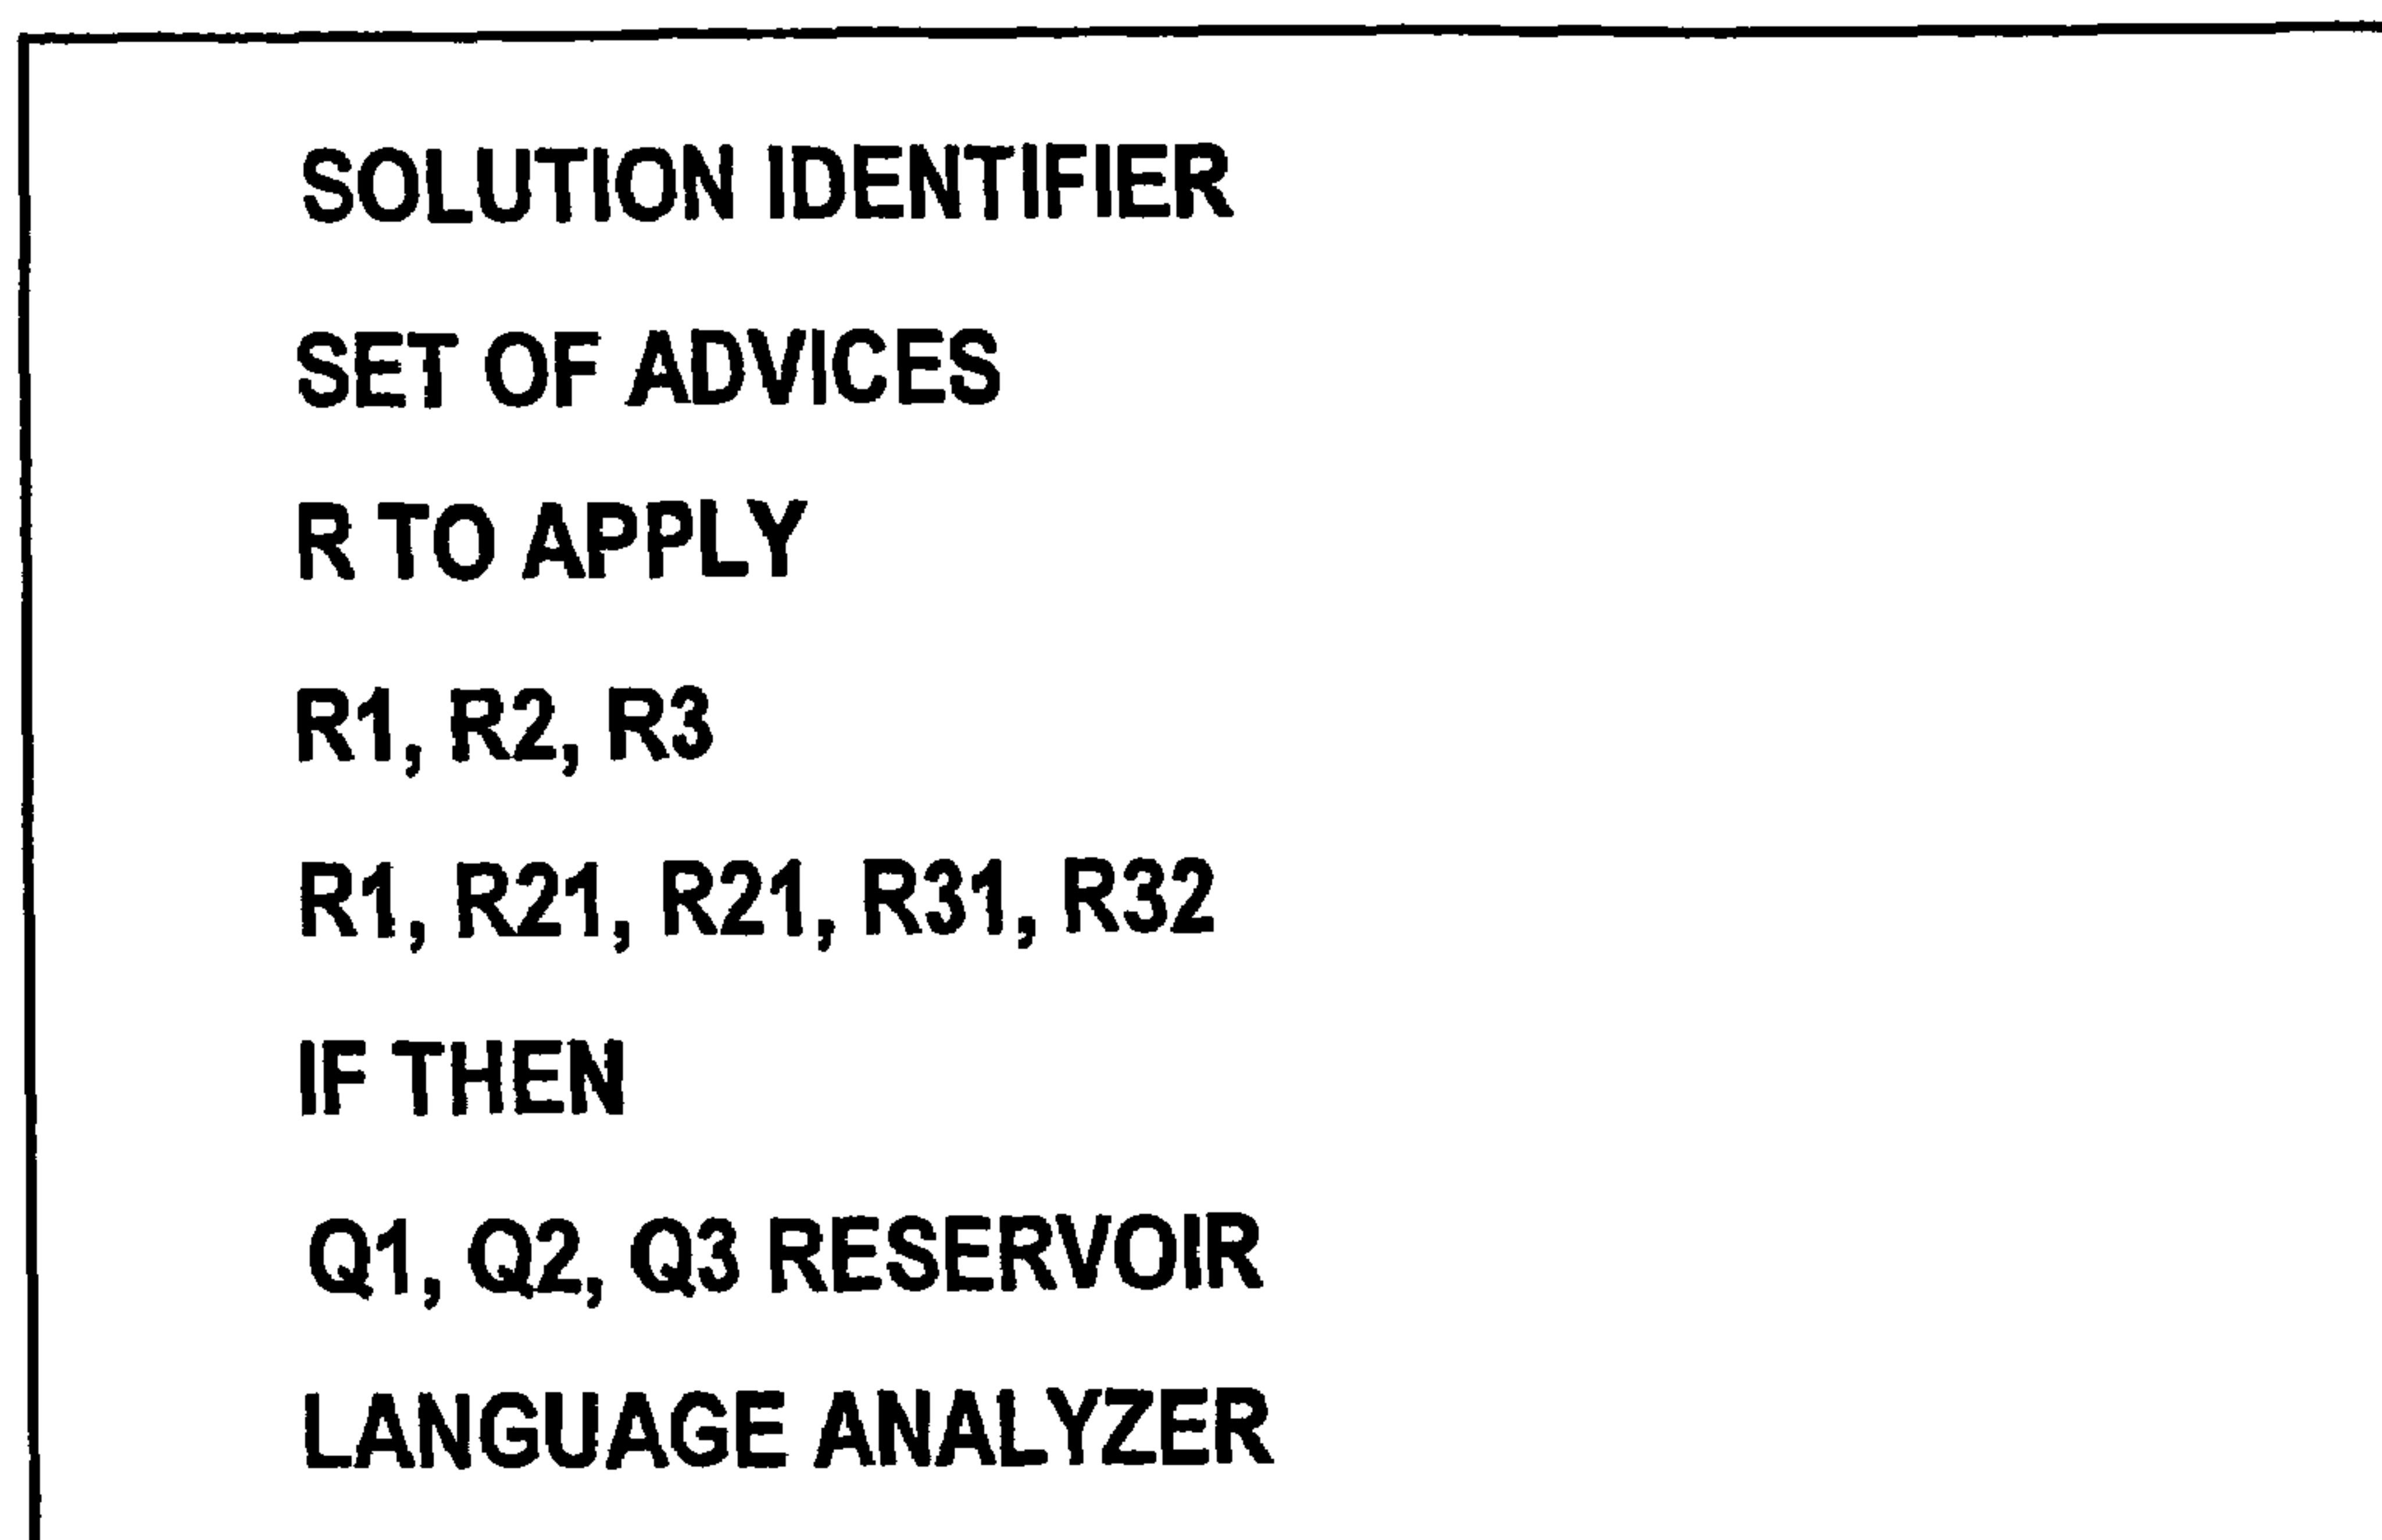 SOLUTION IDENTIFIER
SET OF ADVICES
R TO APPLY
R1, R2, R3
R1, R21, R21, R31, R32
IF THEN
Q1, Q2, Q3 RESERVOIR
LANGUAGE ANALYZER